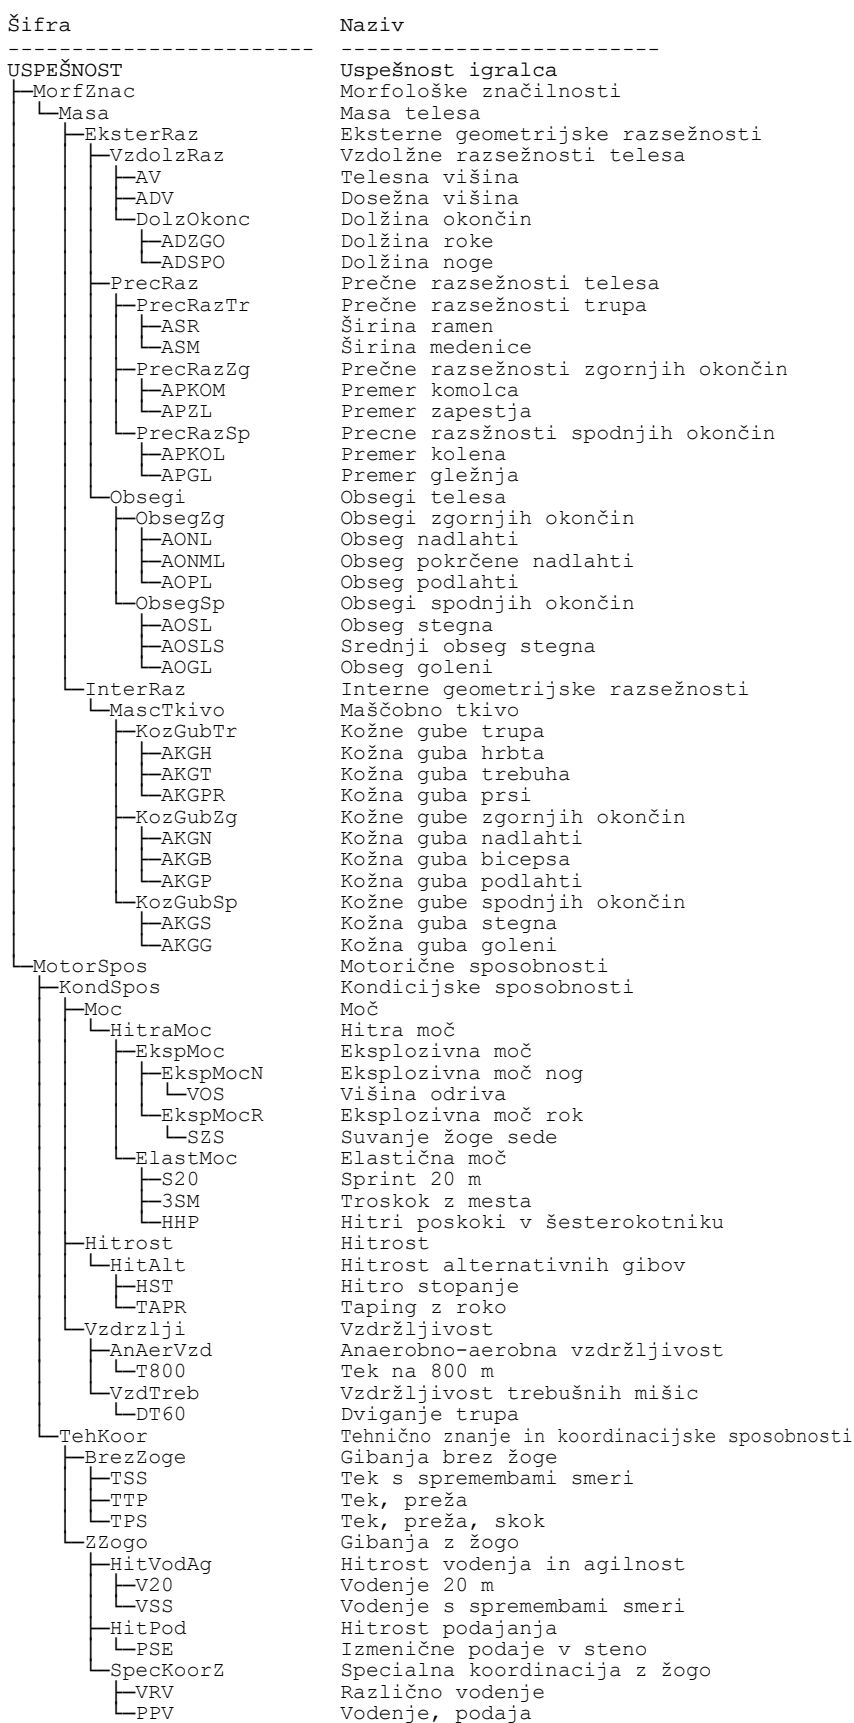 Šifra Naziv
------------------------ -------------------------
USPEŠNOST Uspešnost igralca
├─MorfZnac Morfološke značilnosti
│ └─Masa Masa telesa
│   ├─EksterRaz Eksterne geometrijske razsežnosti
│   │ ├─VzdolzRaz Vzdolžne razsežnosti telesa
│   │ │ ├─AV Telesna višina
│   │ │ ├─ADV Dosežna višina
│   │ │ └─DolzOkonc Dolžina okončin
│   │ │   ├─ADZGO Dolžina roke
│   │ │   └─ADSPO Dolžina noge
│   │ ├─PrecRaz Prečne razsežnosti telesa
│   │ │ ├─PrecRazTr Prečne razsežnosti trupa
│   │ │ │ ├─ASR Širina ramen
│   │ │ │ └─ASM Širina medenice
│   │ │ ├─PrecRazZg Prečne razsežnosti zgornjih okončin
│   │ │ │ ├─APKOM Premer komolca
│   │ │ │ └─APZL Premer zapestja
│   │ │ └─PrecRazSp Precne razsžnosti spodnjih okončin
│   │ │   ├─APKOL Premer kolena
│   │ │   └─APGL Premer gležnja
│   │ └─Obsegi Obsegi telesa
│   │   ├─ObsegZg Obsegi zgornjih okončin
│   │   │ ├─AONL Obseg nadlahti
│   │   │ ├─AONML Obseg pokrčene nadlahti
│   │   │ └─AOPL Obseg podlahti
│   │   └─ObsegSp Obsegi spodnjih okončin
│   │     ├─AOSL Obseg stegna
│   │     ├─AOSLS Srednji obseg stegna
│   │     └─AOGL Obseg goleni
│   └─InterRaz Interne geometrijske razsežnosti
│     └─MascTkivo Maščobno tkivo
│       ├─KozGubTr Kožne gube trupa
│       │ ├─AKGH Kožna guba hrbta
│       │ ├─AKGT Kožna guba trebuha
│       │ └─AKGPR Kožna guba prsi
│       ├─KozGubZg Kožne gube zgornjih okončin
│       │ ├─AKGN Kožna guba nadlahti
│       │ ├─AKGB Kožna guba bicepsa
│       │ └─AKGP Kožna guba podlahti
│       └─KozGubSp Kožne gube spodnjih okončin
│         ├─AKGS Kožna guba stegna
│         └─AKGG Kožna guba goleni
└─MotorSpos Motorične sposobnosti
  ├─KondSpos Kondicijske sposobnosti
  │ ├─Moc Moč
  │ │ └─HitraMoc Hitra moč
  │ │   ├─EkspMoc Eksplozivna moč
  │ │   │ ├─EkspMocN Eksplozivna moč nog
  │ │   │ │ └─VOS Višina odriva
  │ │   │ └─EkspMocR Eksplozivna moč rok
  │ │   │   └─SZS Suvanje žoge sede
  │ │   └─ElastMoc Elastična moč
  │ │     ├─S20 Sprint 20 m
  │ │     ├─3SM Troskok z mesta
  │ │     └─HHP Hitri poskoki v šesterokotniku
  │ ├─Hitrost Hitrost
  │ │ └─HitAlt Hitrost alternativnih gibov
  │ │   ├─HST Hitro stopanje
  │ │   └─TAPR Taping z roko
  │ └─Vzdrzlji Vzdržljivost
  │   ├─AnAerVzd Anaerobno-aerobna vzdržljivost
  │   │ └─T800 Tek na 800 m
  │   └─VzdTreb Vzdržljivost trebušnih mišic
  │     └─DT60 Dviganje trupa
  └─TehKoor Tehnično znanje in koordinacijske sposobnosti
    ├─BrezZoge Gibanja brez žoge
    │ ├─TSS Tek s spremembami smeri
    │ ├─TTP Tek, preža
    │ └─TPS Tek, preža, skok
    └─ZZogo Gibanja z žogo
      ├─HitVodAg Hitrost vodenja in agilnost
      │ ├─V20 Vodenje 20 m
      │ └─VSS Vodenje s spremembami smeri
      ├─HitPod Hitrost podajanja
      │ └─PSE Izmenične podaje v steno
      └─SpecKoorZ Specialna koordinacija z žogo
        ├─VRV Različno vodenje
        └─PPV Vodenje, podaja